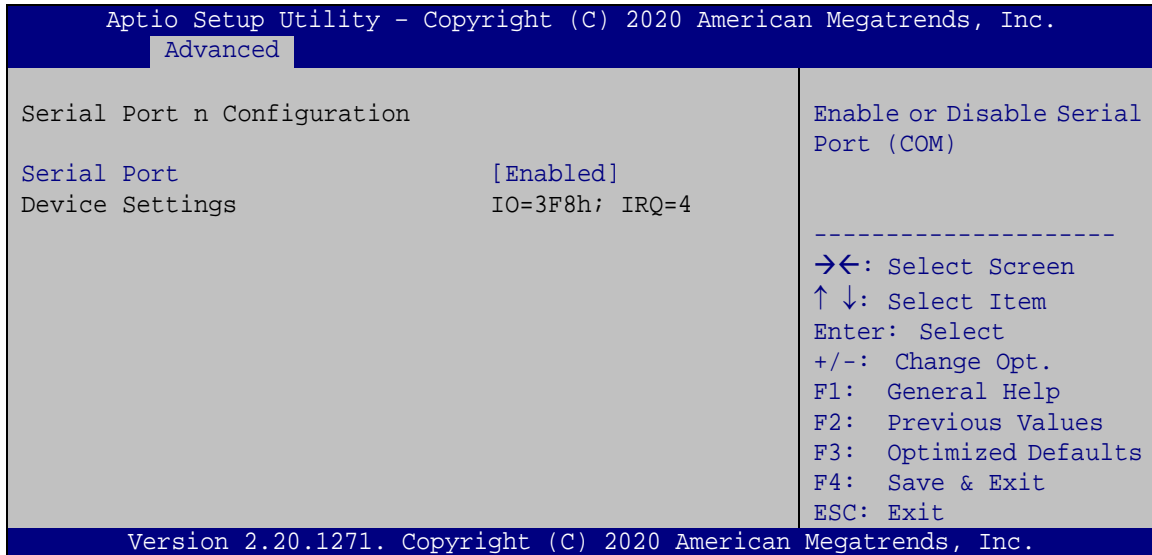 Aptio Setup Utility – Copyright (C) 2020 American Megatrends, Inc.
Advanced
Serial Port n Configuration
Serial Port [Enabled]
Device Settings IO=3F8h; IRQ=4
Enable or Disable Serial
Port (COM)
---------------------
→←: Select Screen
↑ ↓: Select Item
Enter: Select
+/-: Change Opt.
F1: General Help
F2: Previous Values
F3: Optimized Defaults
F4: Save & Exit
ESC: Exit
Version 2.20.1271. Copyright (C) 2020 American Megatrends, Inc.